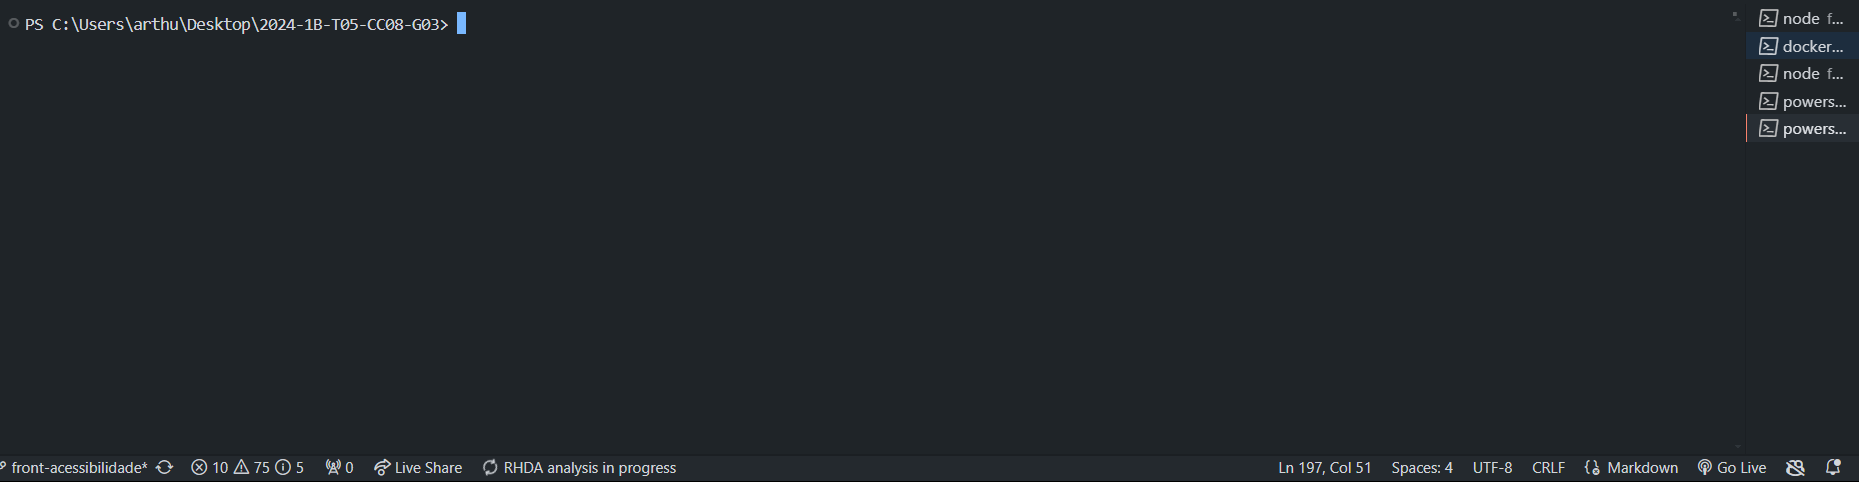 PS C:\Users\arthu\Desktop\2024-1B-T05-CC08-G03>
node f...
docker...
node f...
powers...
powers...
front-acessibilidade* 10 75 5 0 Live Share RHDA analysis in progress Ln 197, Col 51 Spaces: 4 UTF-8 CRLF Markdown Go Live